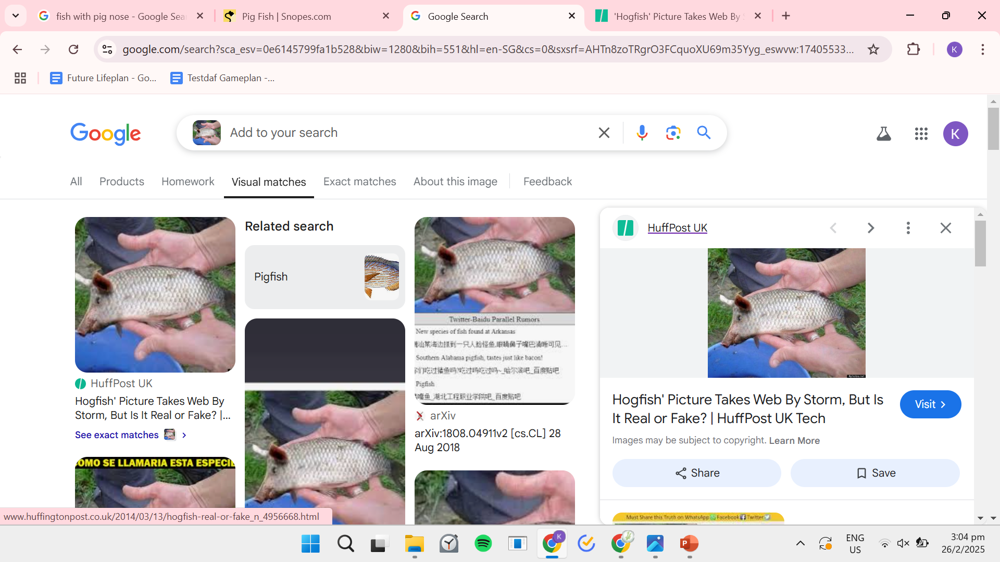 fish with pig nose - Google Sea
Pig Fish | Snopes.com
Google Search
'Hogfish' Picture Takes Web By S
google.com/search?sca_esv=0e6145799fa1b528&biw=1280&bih=551&hl=en-SG&cs=0&sxsrf=AHTn8zoTRgrO3FCquoXU69m35Yyg_eswvw:17405533...
K
Future Lifeplan - Go...
Testdaf Gameplan -...
Google
Add to your search
K
All
Products
Homework
Visual matches
Exact matches
About this image
Feedback
HuffPost UK
Hogfish' Picture Takes Web By
Storm, But Is It Real or Fake? |...
See exact matches
OMO SE LLAMARIA ESTA ESPECIE
Related search
Pigfish
Twitter-Baidu Parallel Rumors
New species of fish found at Arkansas
汕某海边抓到一只人脸怪鱼,眼睛鼻子嘴巴清晰可见...
Southern Alabama pigfish, tastes just like bacon!
们吃过猪鱼吗?吃过吗吃过吗~_哈尔滨吧_百度贴吧
Pigfish
嘴鱼_湖北工程职业学院吧_百度贴吧
arXiv
arXiv:1808.04911v2 [cs.CL] 28
Aug 2018
HuffPost UK
4photos.net
Hogfish' Picture Takes Web By Storm, But Is
It Real or Fake? | HuffPost UK Tech
Visit
Images may be subject to copyright. Learn More
Share
Save
Must Share this Truth on WhatsApp Facebook Twitter
www.huffingtonpost.co.uk/2014/03/13/hogfish-real-or-fake_n_4956668.html
K
P
ENG
US
3:04 pm
26/2/2025